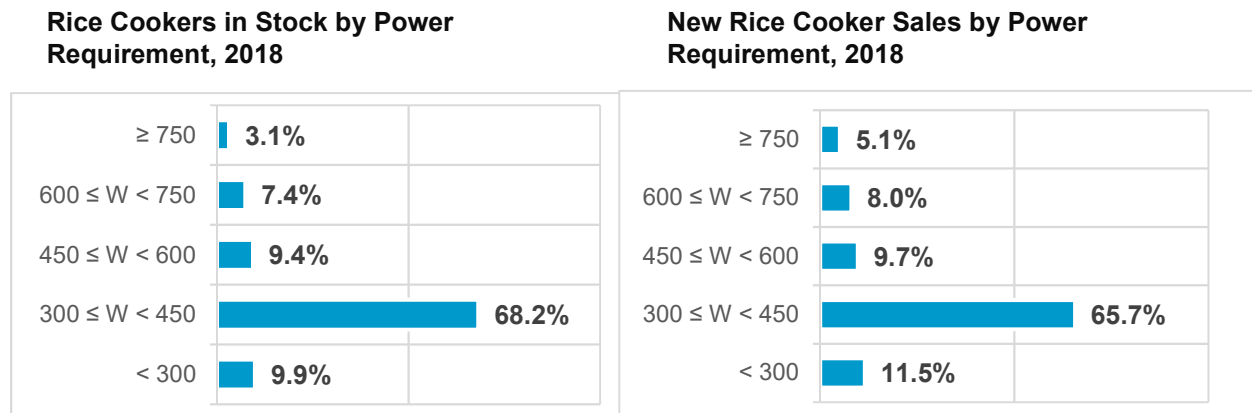 Rice Cookers in Stock by Power
Requirement, 2018
≥ 750 3.1%
600 ≤ W < 750 7.4%
450 ≤ W < 600 9.4%
300 ≤ W < 450 68.2%
< 300 9.9%
New Rice Cooker Sales by Power
Requirement, 2018
≥ 750 5.1%
600 ≤ W < 750 8.0%
450 ≤ W < 600 9.7%
300 ≤ W < 450 65.7%
< 300 11.5%